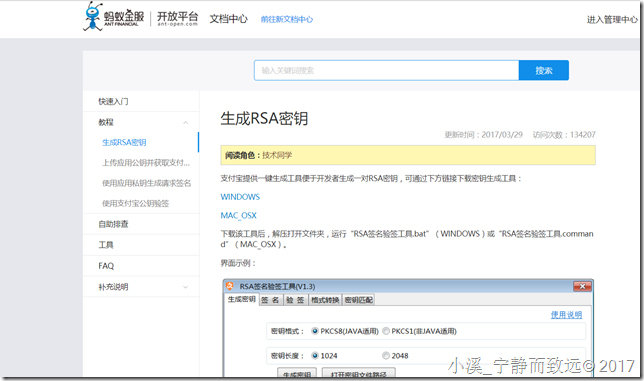 蚂蚁金服 ANT FINANCIAL 开放平台 ant-open.com 文档中心 前往新文档中心 进入管理中心
输入关键词搜索 搜索
快速入门
教程
生成RSA密钥
上传应用公钥并获取支付...
使用应用私钥生成请求签名
使用支付宝公钥验签
自助排查
工具
FAQ
补充说明
生成RSA密钥
更新时间：2017/03/29 访问次数：134207
阅读角色：技术同学
支付宝提供一键生成工具便于开发者生成一对RSA密钥，可通过下方链接下载密钥生成工具：
WINDOWS
MAC_OSX
下载该工具后，解压打开文件夹，运行“RSA签名验签工具.bat”（WINDOWS）或“RSA签名验签工具.comman
d”（MAC_OSX）。
界面示例：
RSA签名验签工具(V1.3)
生成密钥 签 名 验 签 格式转换 密钥匹配
使用说明
密钥格式： PKCS8(JAVA适用) PKCS1(非JAVA适用)
密钥长度： 1024 2048
生成密钥 打开密钥文件路径
小溪_宁静而致远© 2017